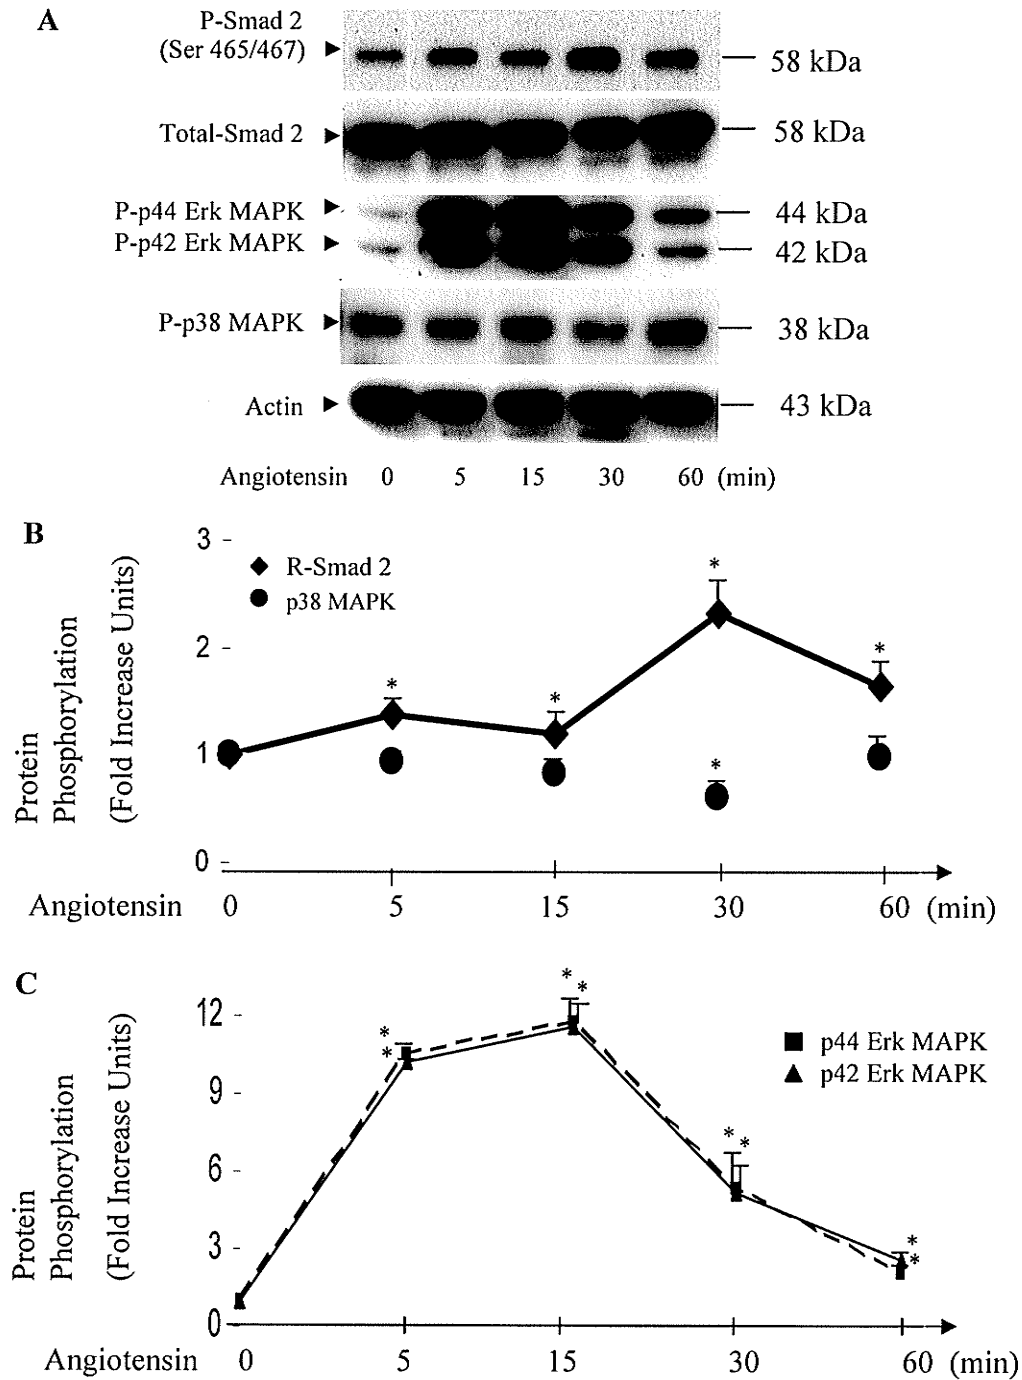 A
P-Smad 2
(Ser 465/467)
58 kDa
Total-Smad 2
58 kDa
P-p44 Erk MAPK
44 kDa
P-p42 Erk MAPK
42 kDa
P-p38 MAPK
38 kDa
Actin
43 kDa
Angiotensin 0 5 15 30 60 (min)
B
Protein
Phosphorylation
(Fold Increase Units)
3
2
1
0
R-Smad 2
p38 MAPK
*
*
*
*
*
Angiotensin 0 5 15 30 60 (min)
C
Protein
Phosphorylation
(Fold Increase Units)
12
9
6
3
0
p44 Erk MAPK
p42 Erk MAPK
*
*
* *
* *
*
*
Angiotensin 0 5 15 30 60 (min)